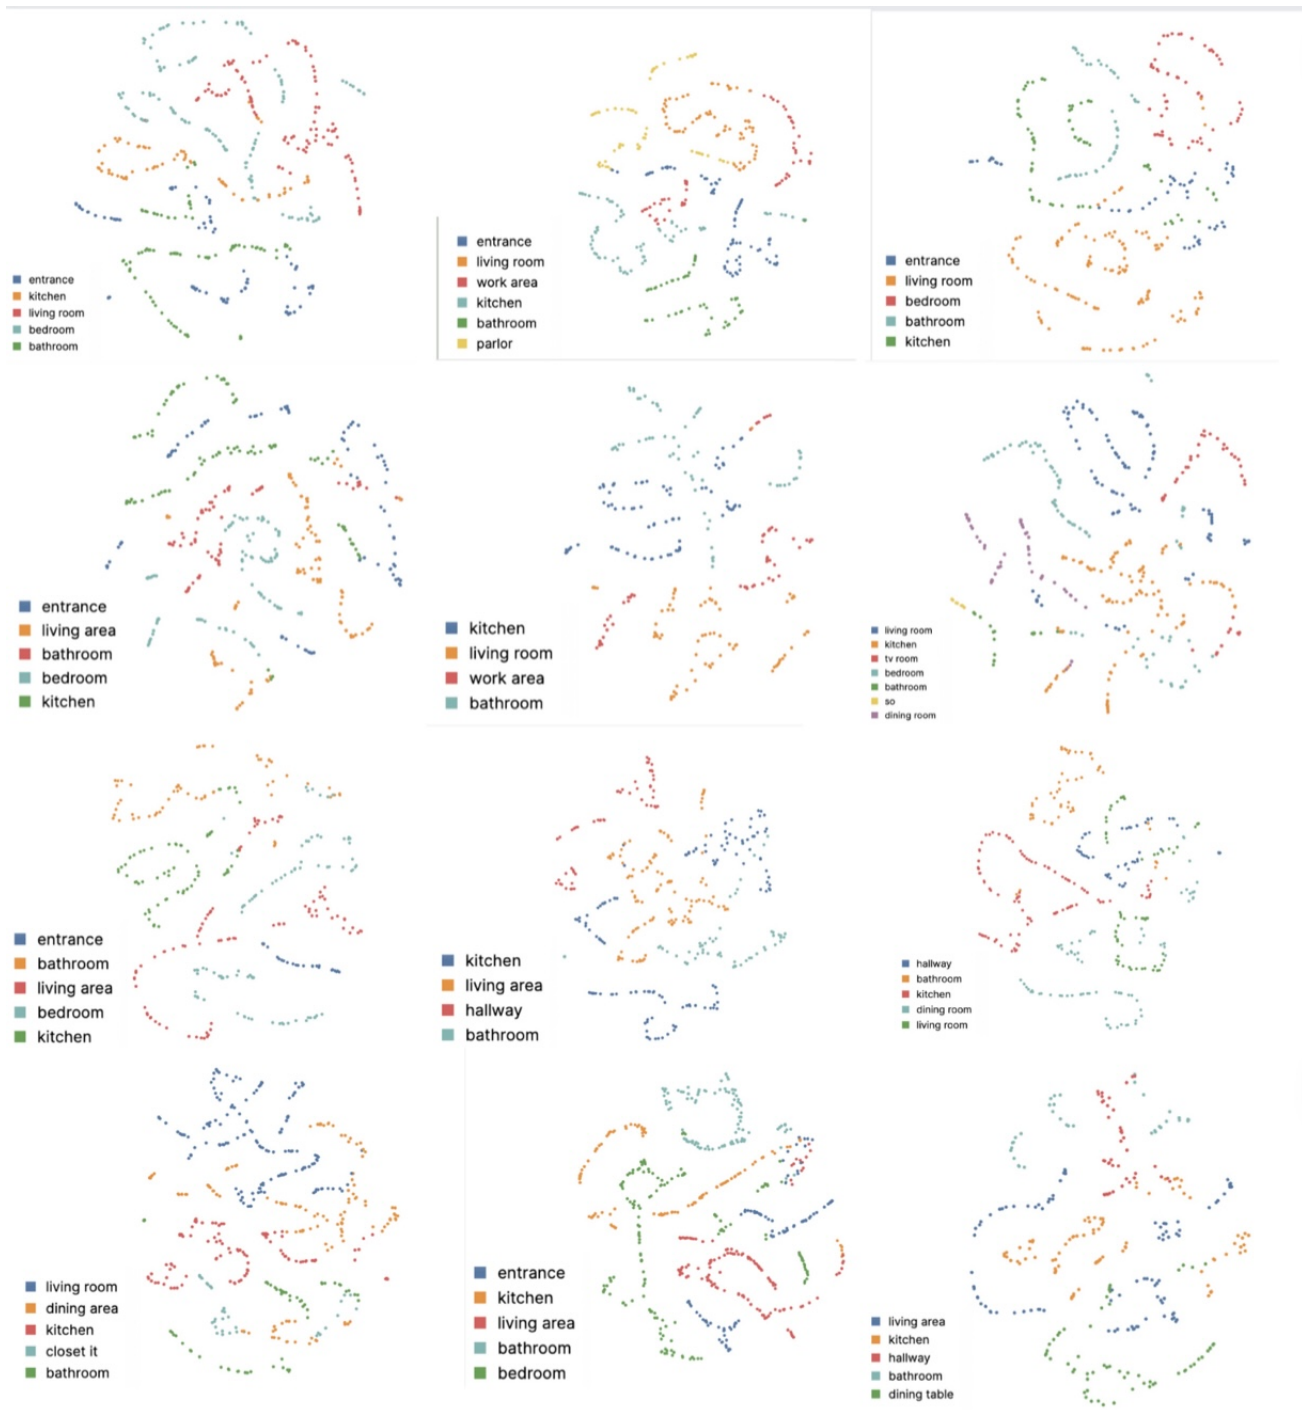 entrance
kitchen
living room
bedroom
bathroom
entrance
living room
work area
kitchen
bathroom
parlor
entrance
living room
bedroom
bathroom
kitchen
entrance
living area
bathroom
bedroom
kitchen
kitchen
living room
work area
bathroom
living room
kitchen
tv room
bedroom
bathroom
so
dining room
entrance
bathroom
living area
bedroom
kitchen
kitchen
living area
hallway
bathroom
hallway
bathroom
kitchen
dining room
living room
living room
dining area
kitchen
closet it
bathroom
entrance
kitchen
living area
bathroom
bedroom
living area
kitchen
hallway
bathroom
dining table